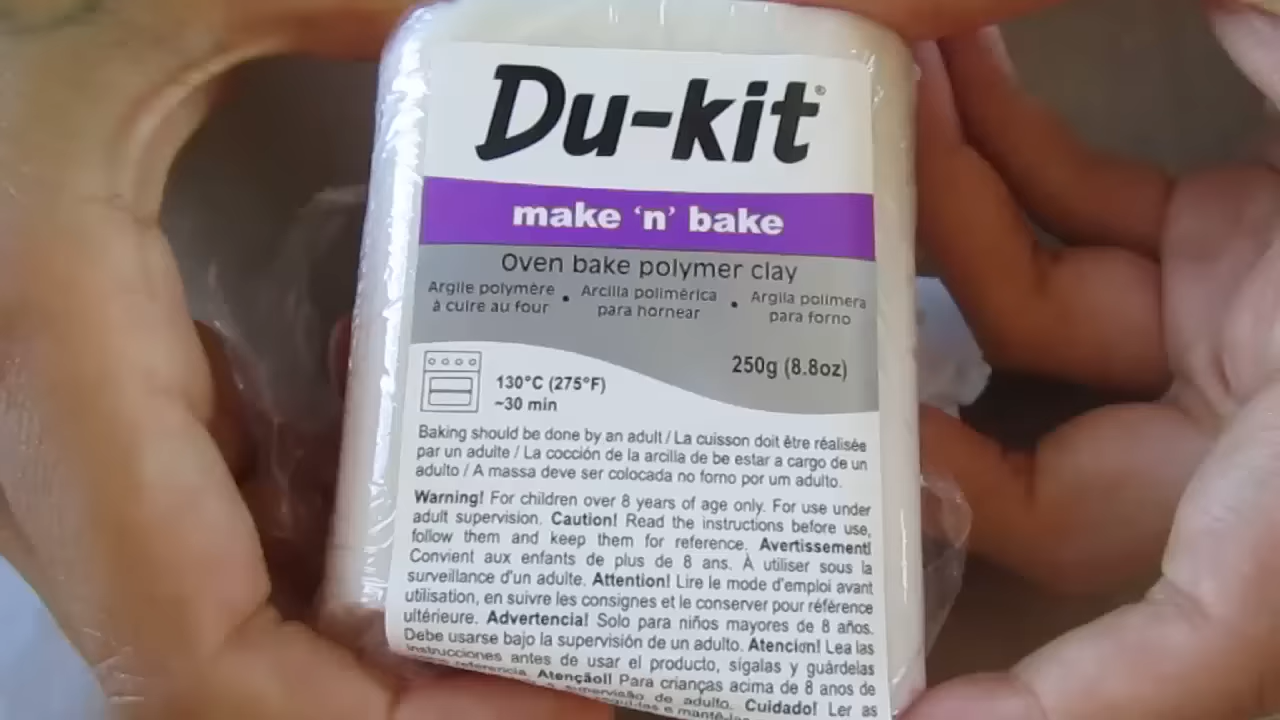 Du-kit®
make 'n' bake
Oven bake polymer clay
Argile polymère • Arcilla polimérica • Argila polimera
à cuire au four para hornear para forno
250g (8.8oz)
130°C (275°F)
~30 min
Baking should be done by an adult / La cuisson doit être réalisée
par un adulte / La cocción de la arcilla de be estar a cargo de un
adulto / A massa deve ser colocada no forno por um adulto.
Warning! For children over 8 years of age only. For use under
adult supervision. Caution! Read the instructions before use,
follow them and keep them for reference. Avertissement!
Convient aux enfants de plus de 8 ans. À utiliser sous la
surveillance d'un adulte. Attention! Lire le mode d'emploi avant
utilisation, en suivre les consignes et le conserver pour référence
ultérieure. Advertencia! Solo para niños mayores de 8 años.
Debe usarse bajo la supervisión de un adulto. Atencion! Lea las
instrucciones antes de usar el producto, sígalas y guárdelas
como referencia. Atenção!! Para crianças acima de 8 anos de
supervisão de adulto. Cuidado! Ler as